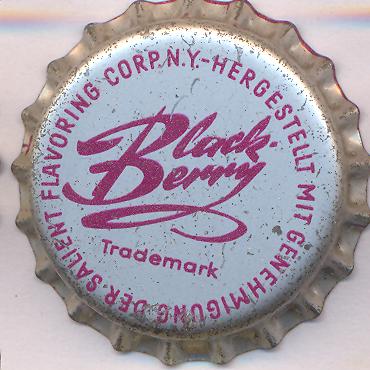 Black-
Berry
Trademark
HERGESTELLT MIT GENEHMIGUNG DER SALIENT FLAVORING CORP.N.Y.-